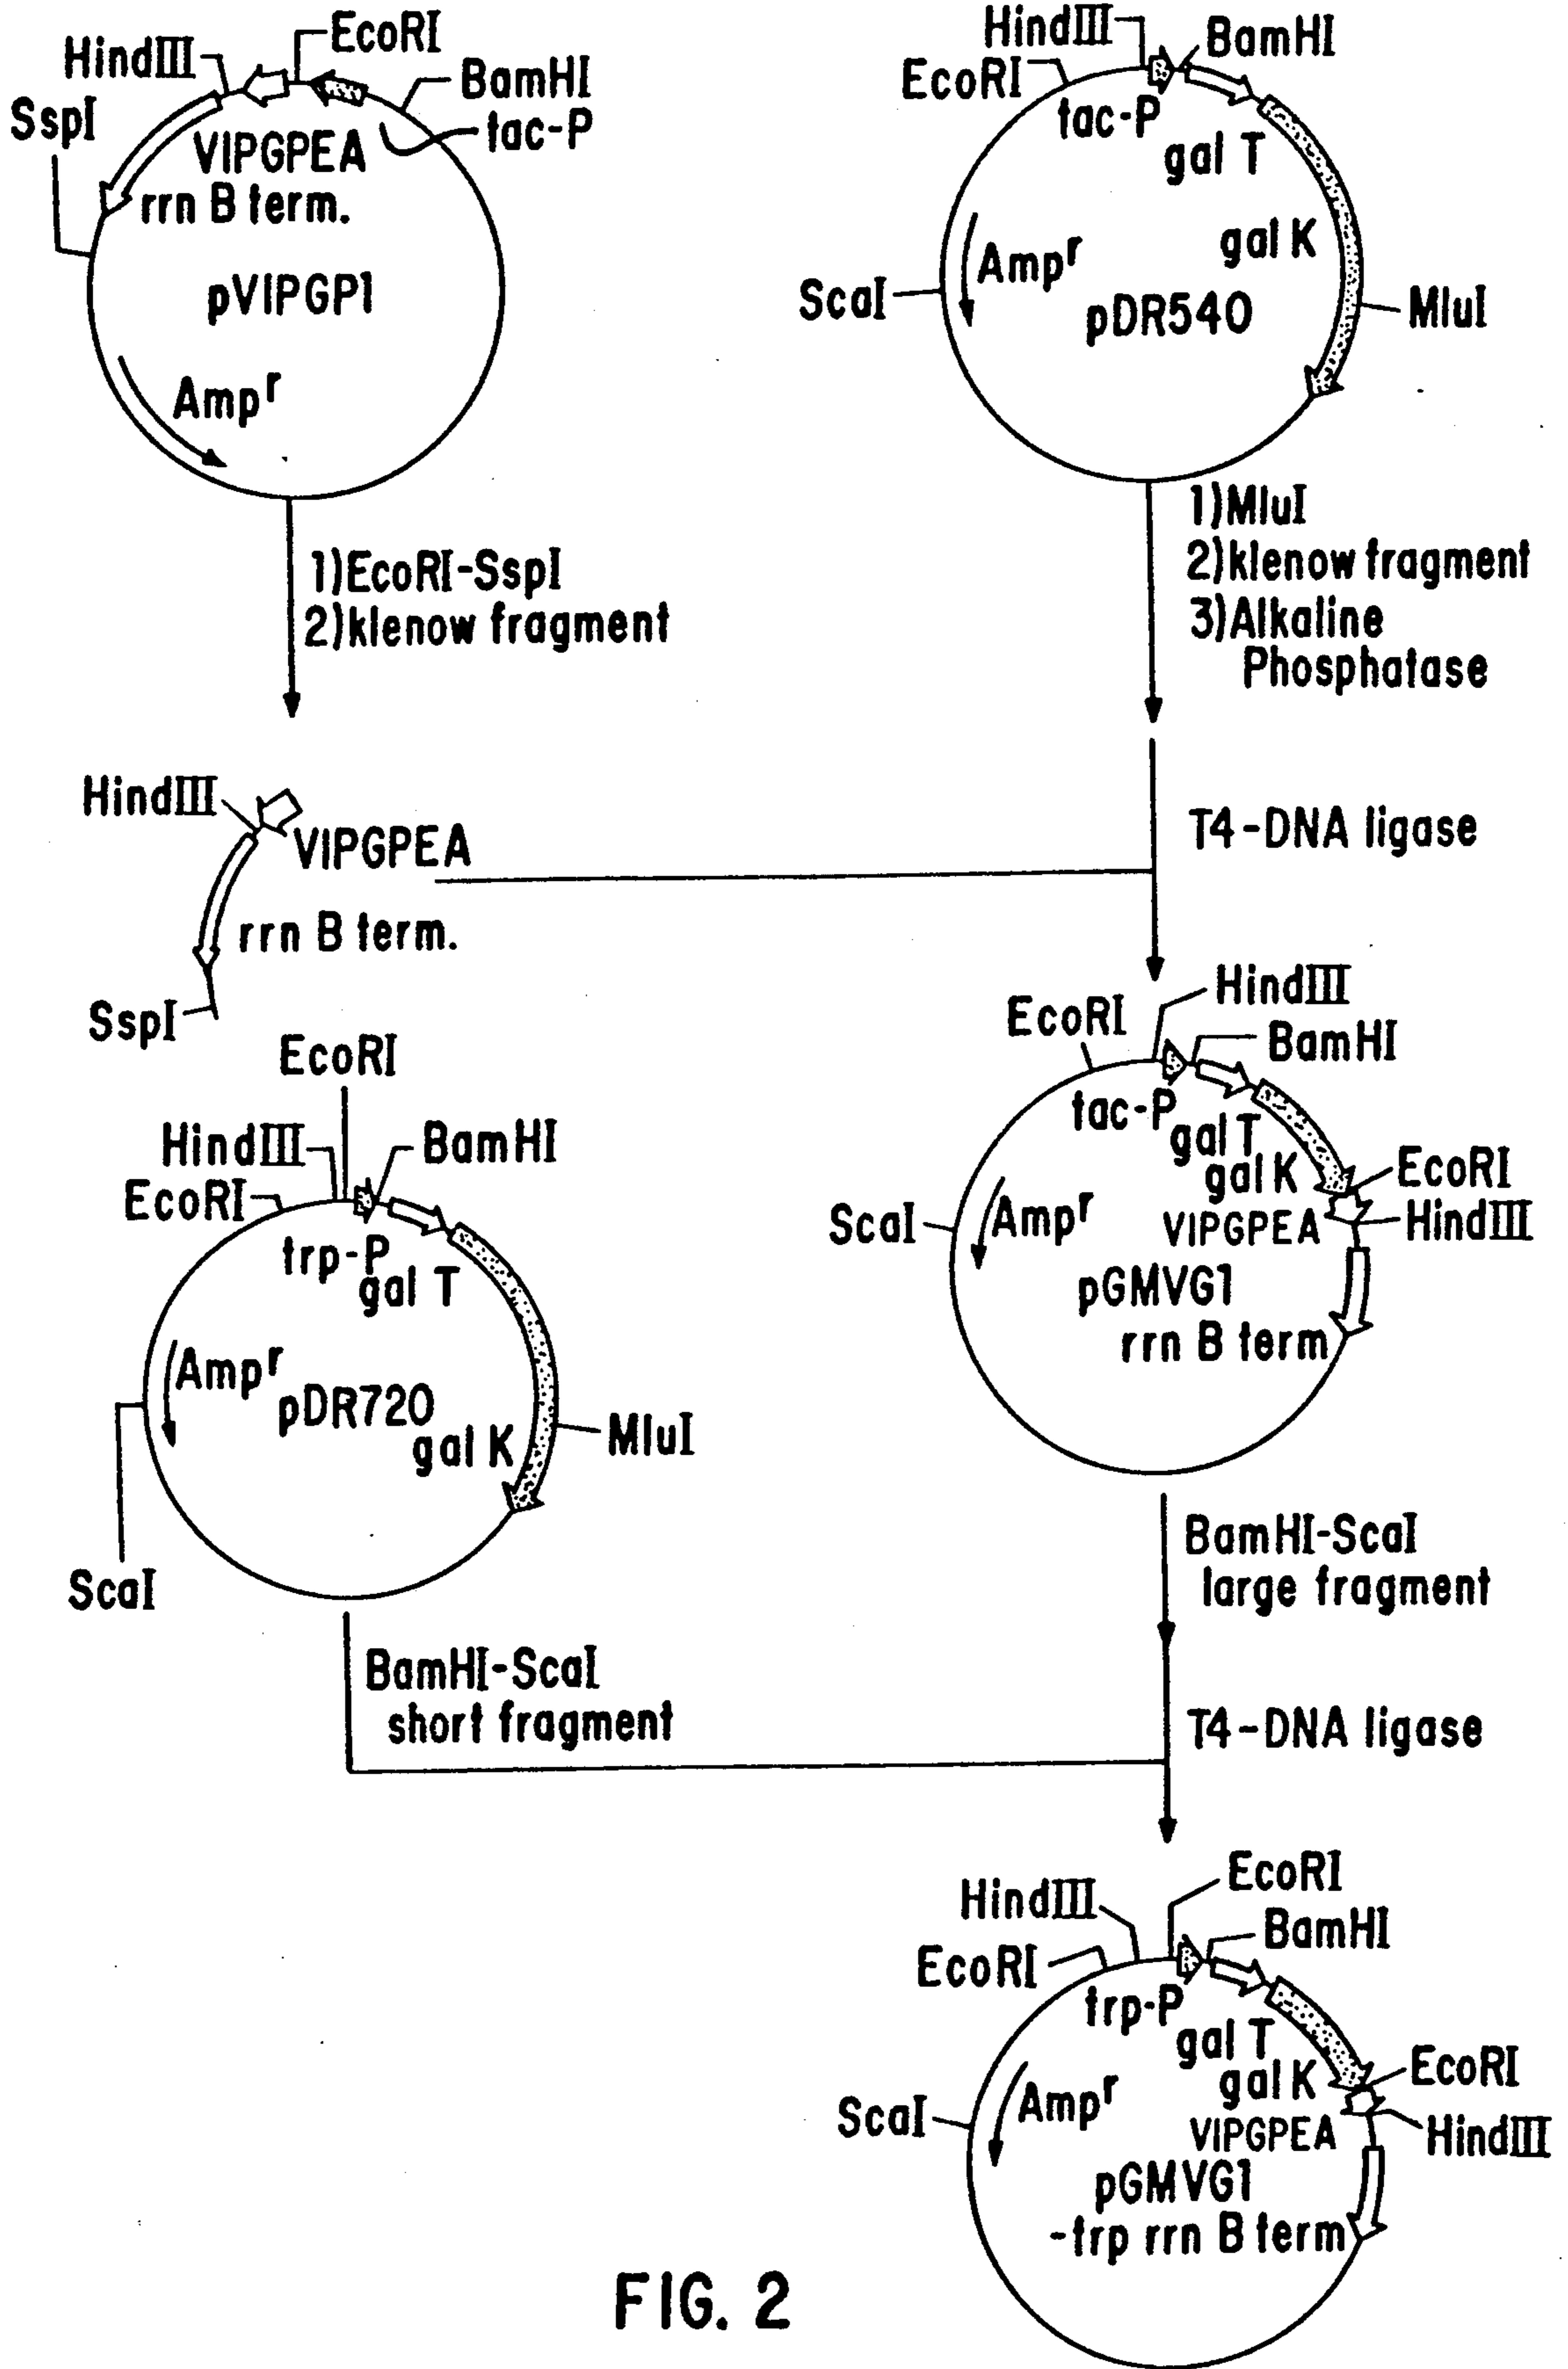 EcoRI
HindIII
BamHI
SspI
tac-P
VIPGPEA
rrn B term.
pVIPGP1
Ampr
HindIII
BamHI
EcoRI
tac-P
gal T
gal K
Ampr
ScaI
pDR540
MluI
1)EcoRI-SspI
2)klenow fragment
1)MluI
2)klenow fragment
3)Alkaline
Phosphatase
HindIII
VIPGPEA
rrn B term.
SspI
T4-DNA ligase
EcoRI
HindIII
BamHI
EcoRI
trp-P
gal T
Ampr
pDR720
gal K
MluI
ScaI
HindIII
EcoRI
BamHI
tac-P
gal T
gal K
EcoRI
Ampr
ScaI
VIPGPEA
HindIII
pGMVG1
rrn B term
BamHI-ScaI
large fragment
BamHI-ScaI
short fragment
T4-DNA ligase
EcoRI
HindIII
BamHI
EcoRI
trp-P
gal T
gal K
EcoRI
Ampr
ScaI
VIPGPEA
HindIII
pGMVG1
-trp rrn B term
FIG. 2